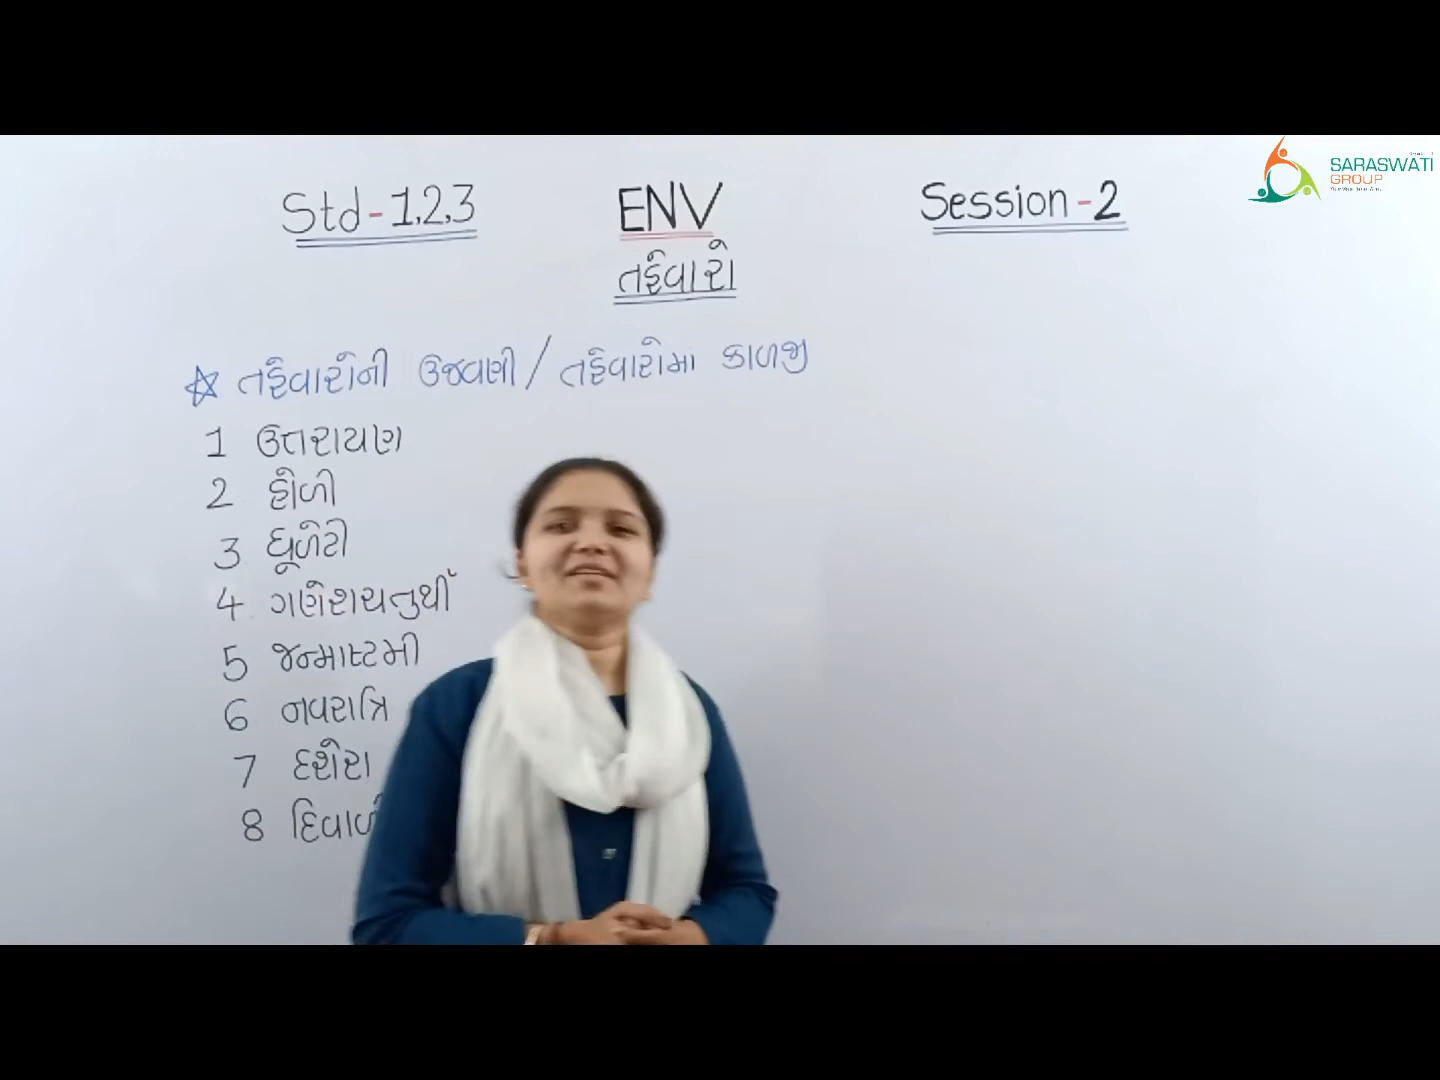 Std-1,2,3 ENV Session-2
SARASWATI
GROUP
તહેવારો
તહેવારોની ઉજવણી / તહેવારોમાં કાળજી
1 ઉતરાયણ
2 હોળી
3 ધૂળેટી
4 ગણેશચતુર્થી
5 જન્માષ્ટમી
6 નવરાત્રિ
7 દશેરા
8 દિવાળ